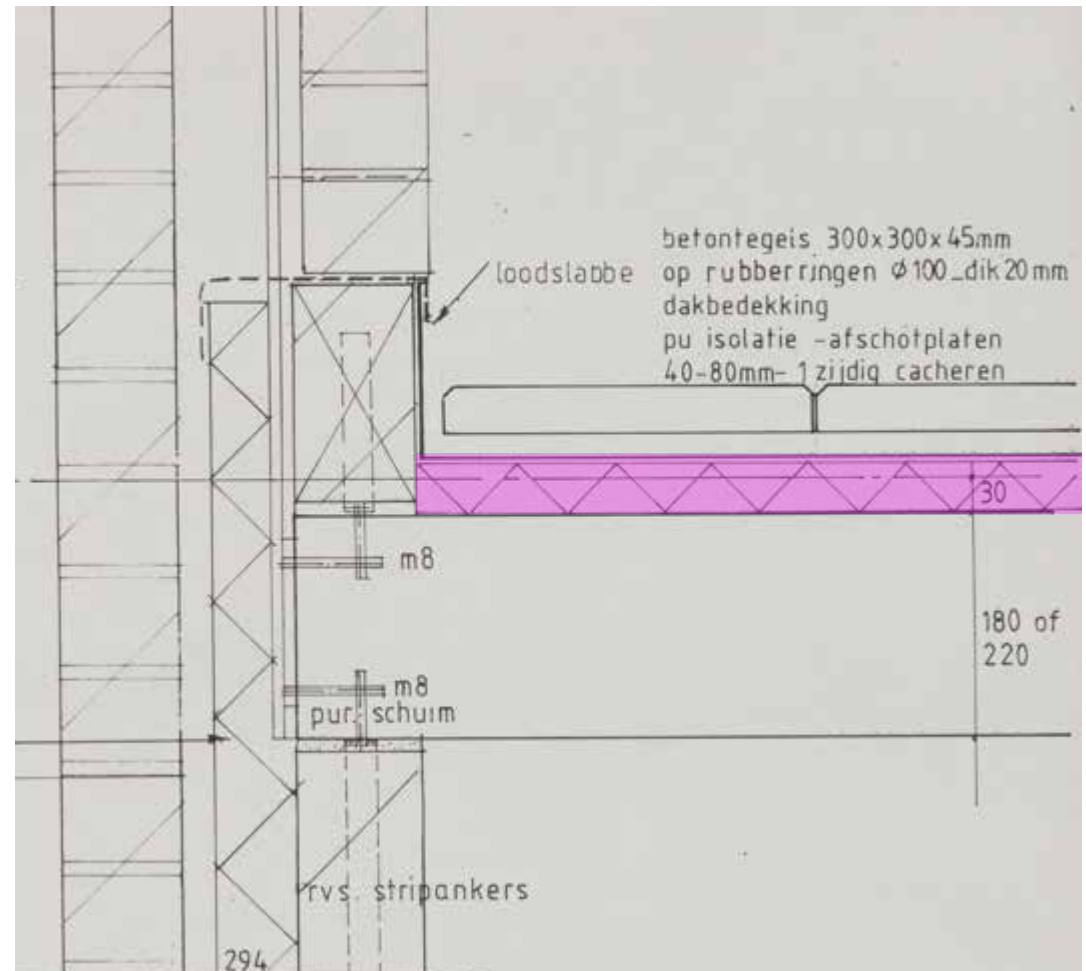 betontegels 300x300x45mm
loodslabbe
op rubberringen ϕ100_dik 20mm
dakbedekking
pu isolatie -afschotplaten
40-80mm- 1 zijdig cacheren
30
m8
180 of
220
m8
pur. schuim
rvs. stripankers
294